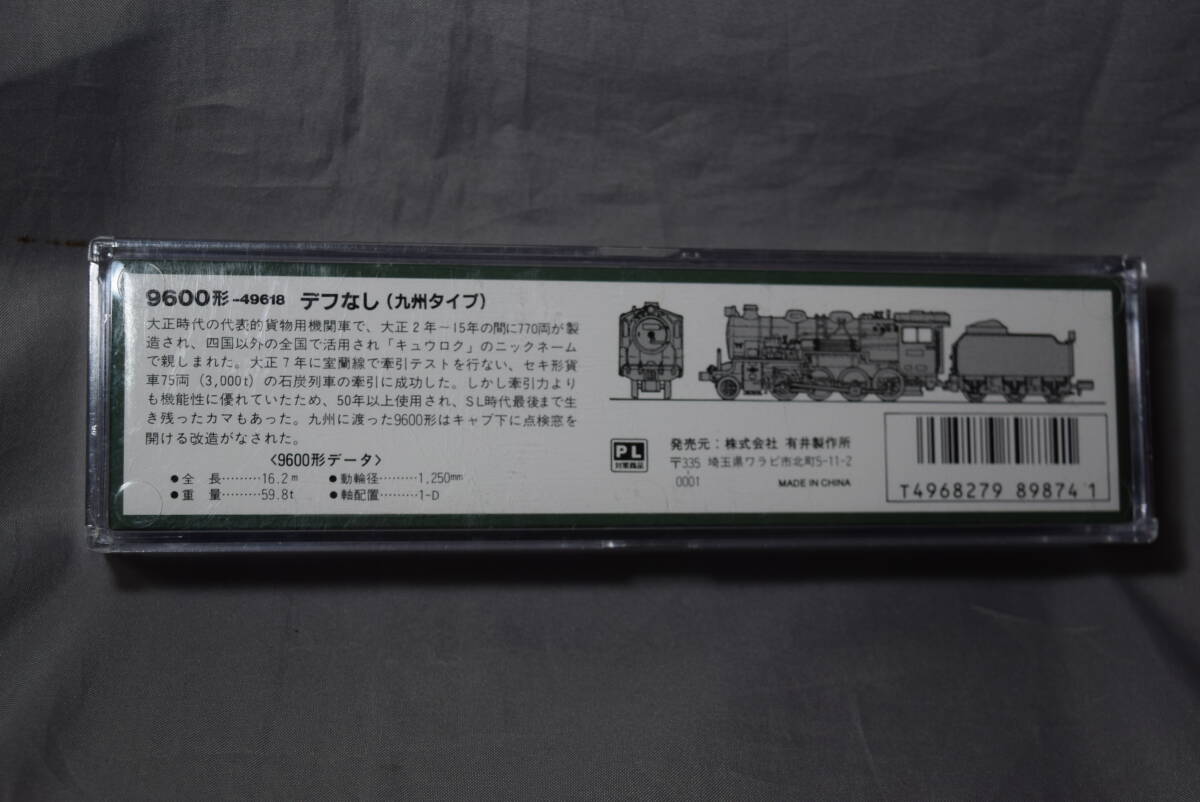 9600形-49618 デフなし(九州タイプ)
大正時代の代表的貨物用機関車で、大正2年〜15年の間に770両が製
造され、四国以外の全国で活用され「キュウロク」のニックネーム
で親しまれた。大正7年に室蘭線で牽引テストを行ない、セキ形貨
車75両(3,000t)の石炭列車の牽引に成功した。しかし牽引力より
も機能性に優れていたため、50年以上使用され、SL時代最後まで生
き残ったカマもあった。九州に渡った9600形はキャブ下に点検窓を
開ける改造がなされた。
〈9600形データ〉
●全 長………16.2m ●動輪径………1,250mm
●重 量………59.8t ●軸配置………1-D
PL
対策商品
発売元:株式会社 有井製作所
〒335-0001 埼玉県ワラビ市北町5-11-2
MADE IN CHINA
T4968279 898741